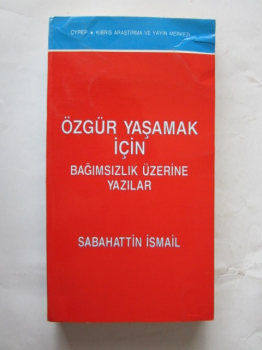 CYREP ● KIBRIS ARAŞTIRMA VE YAYIN MERKEZİ
ÖZGÜR YAŞAMAK
İÇİN
BAĞIMSIZLIK ÜZERİNE
YAZILAR
SABAHATTİN İSMAİL